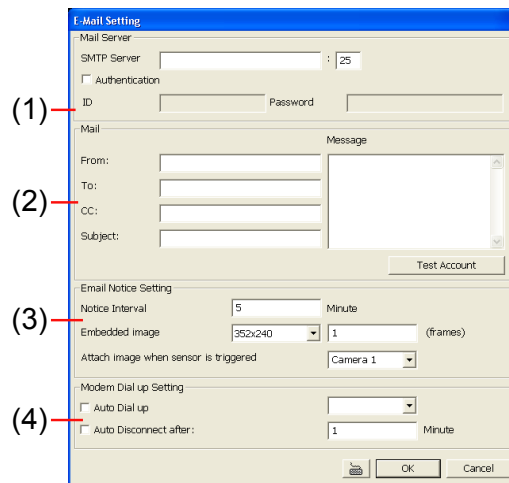 E-Mail Setting
Mail Server
SMTP Server : 25
Authentication
(1) ID Password
Mail
Message
From:
(2) To:
CC:
Subject:
Test Account
Email Notice Setting
Notice Interval 5 Minute
(3) Embedded image 352x240 1 (frames)
Attach image when sensor is triggered Camera 1
Modem Dial up Setting
Auto Dial up
(4) Auto Disconnect after: 1 Minute
OK Cancel